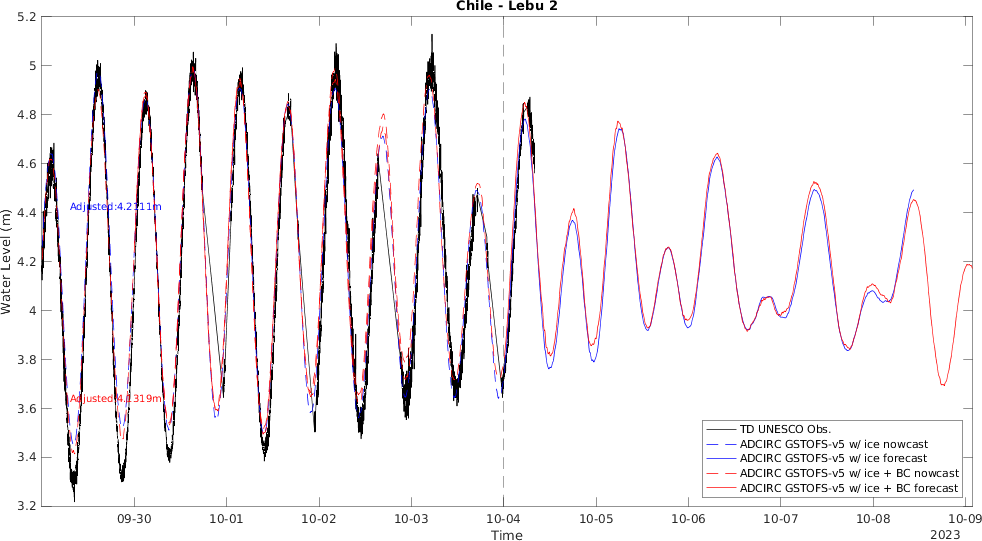 Chile - Lebu 2
5.2
5
4.8
4.6
4.4
4.2
4
3.8
3.6
3.4
3.2
Water Level (m)
Adjusted:4.2111m
Adjusted:4.1319m
TD UNESCO Obs.
ADCIRC GSTOFS-v5 w/ ice nowcast
ADCIRC GSTOFS-v5 w/ ice forecast
ADCIRC GSTOFS-v5 w/ ice + BC nowcast
ADCIRC GSTOFS-v5 w/ ice + BC forecast
09-30 10-01 10-02 10-03 10-04 10-05 10-06 10-07 10-08 10-09
Time
2023